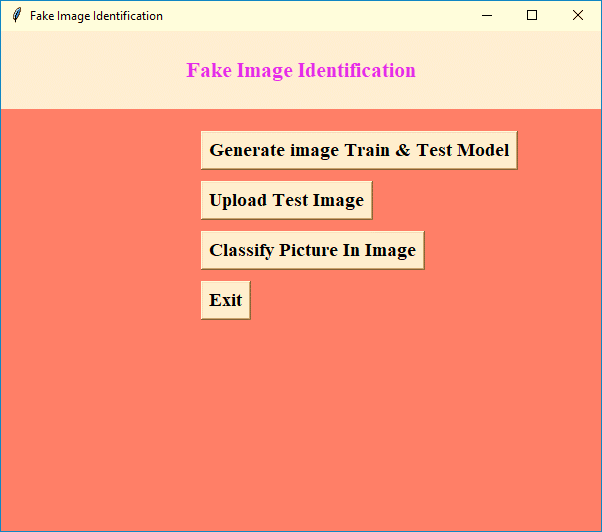 Fake Image Identification
Fake Image Identification
Generate image Train & Test Model
Upload Test Image
Classify Picture In Image
Exit